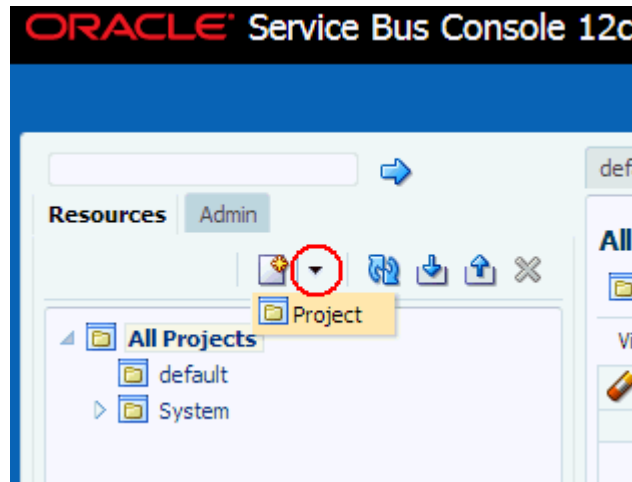 ORACLE Service Bus Console 12c
def
Resources
Admin
All
Project
All Projects
Vi
default
System